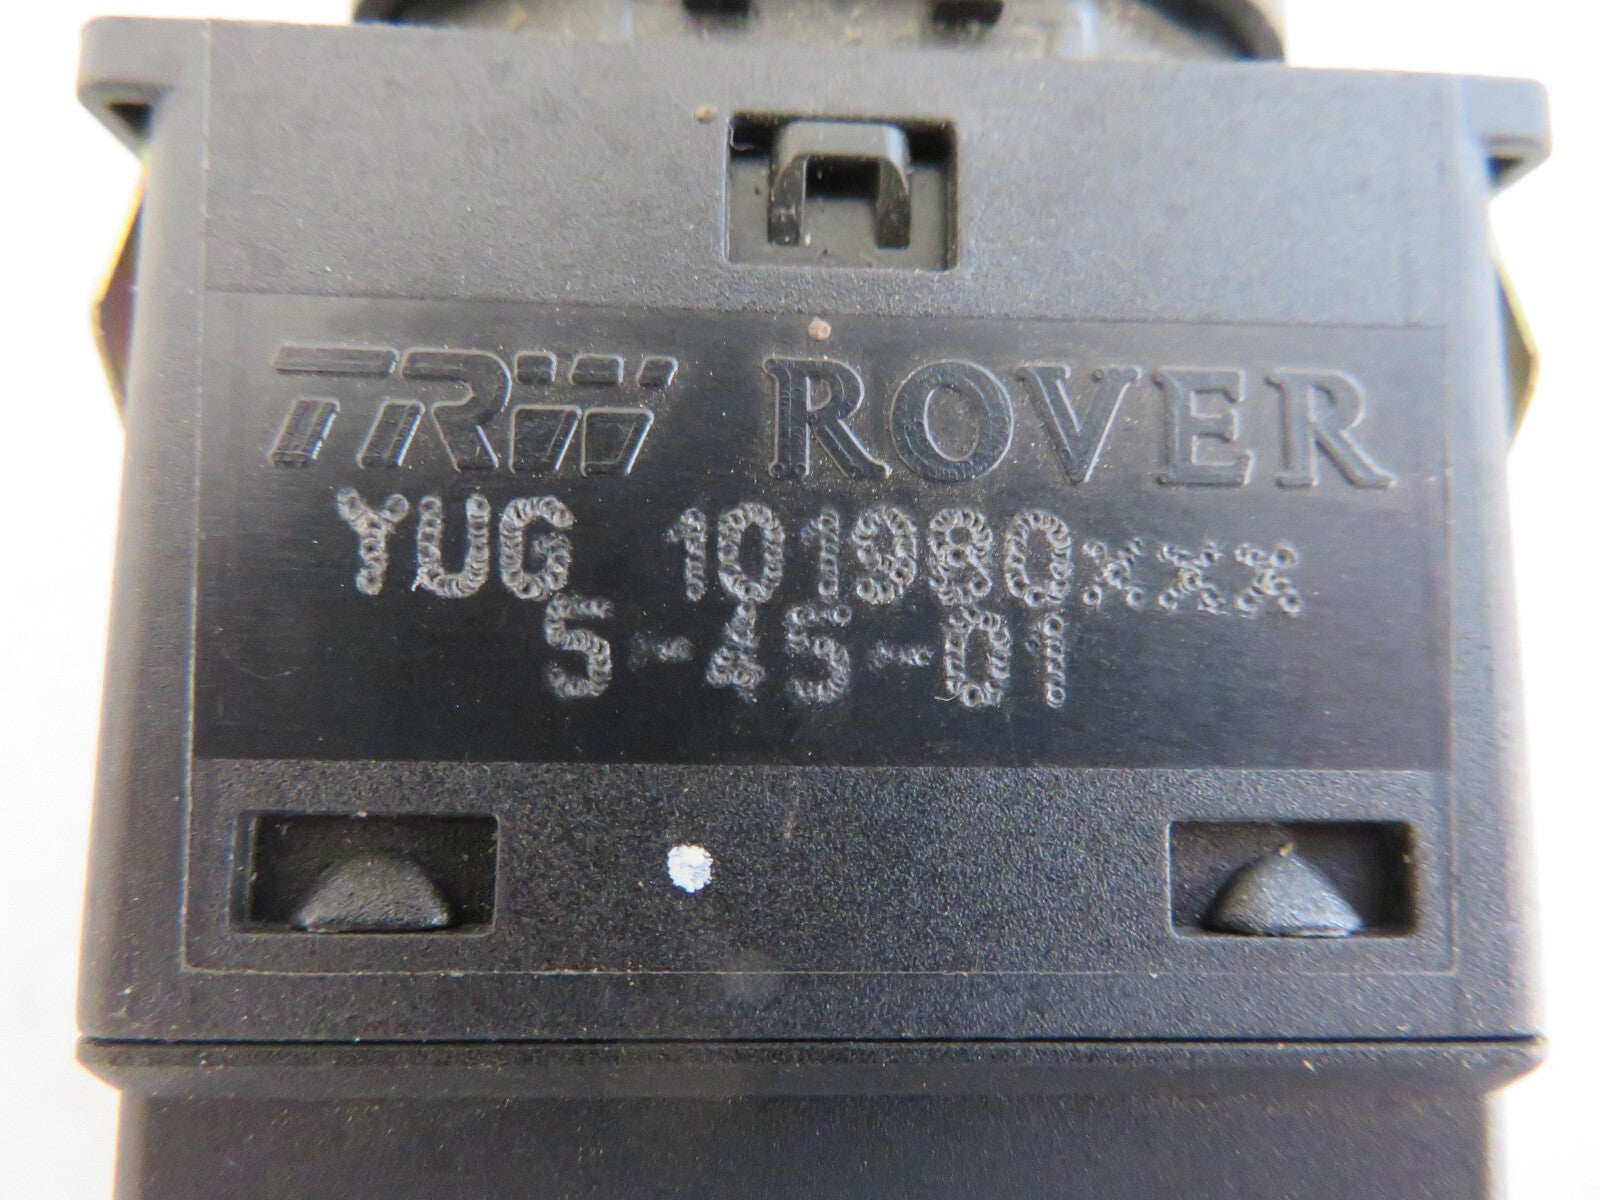 TRW ROVER
YUG 101980xxx
5-45-01